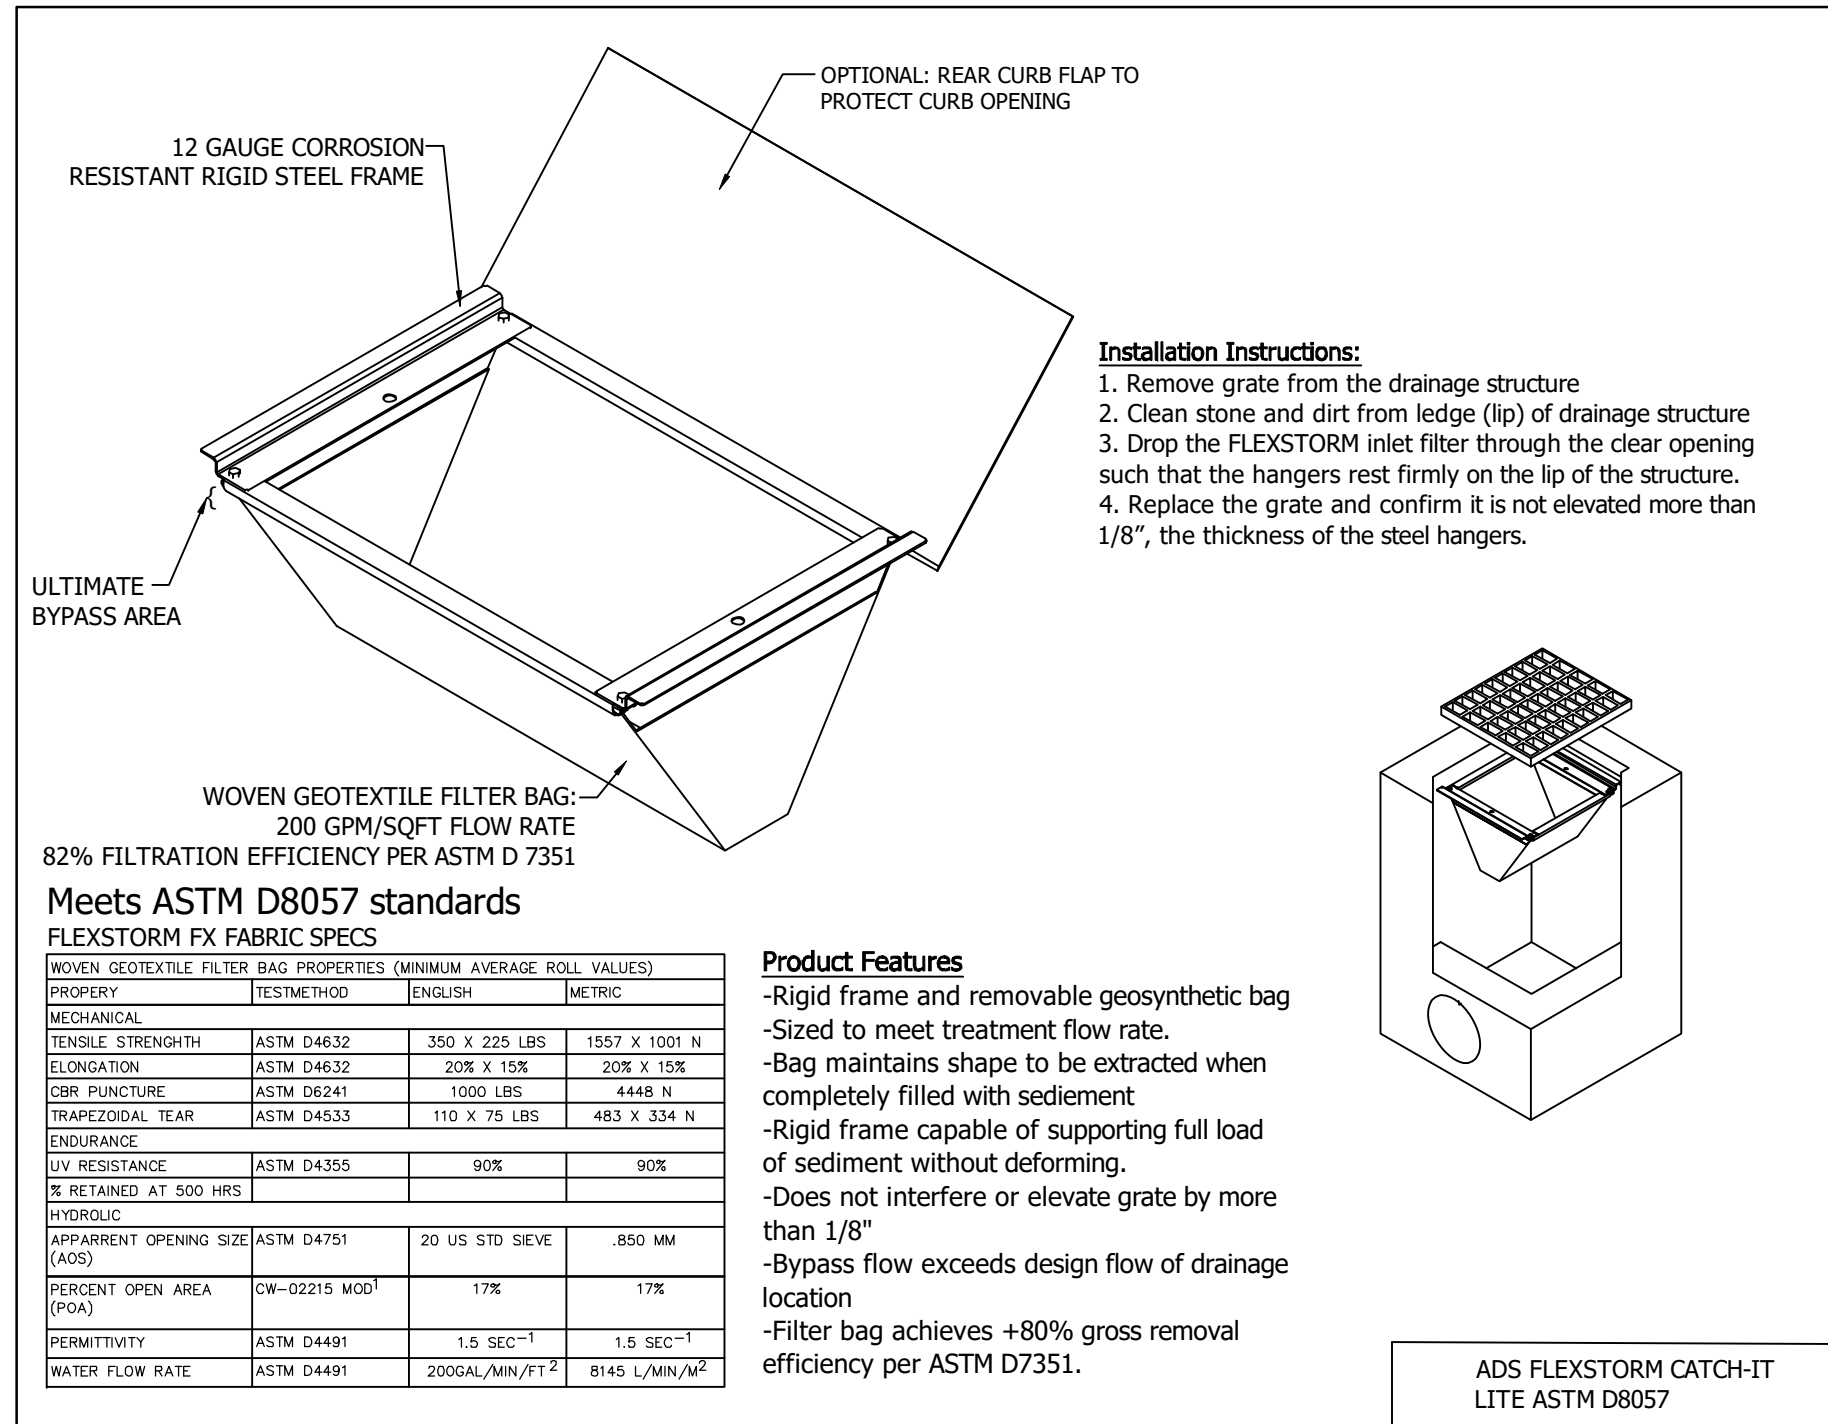 OPTIONAL: REAR CURB FLAP TO
PROTECT CURB OPENING
12 GAUGE CORROSION
RESISTANT RIGID STEEL FRAME
Installation Instructions:
1. Remove grate from the drainage structure
2. Clean stone and dirt from ledge (lip) of drainage structure
3. Drop the FLEXSTORM inlet filter through the clear opening
such that the hangers rest firmly on the lip of the structure.
4. Replace the grate and confirm it is not elevated more than
1/8”, the thickness of the steel hangers.
ULTIMATE
BYPASS AREA
WOVEN GEOTEXTILE FILTER BAG:
200 GPM/SQFT FLOW RATE
82% FILTRATION EFFICIENCY PER ASTM D 7351
Meets ASTM D8057 standards
FLEXSTORM FX FABRIC SPECS
WOVEN GEOTEXTILE FILTER BAG PROPERTIES (MINIMUM AVERAGE ROLL VALUES)
PROPERY TESTMETHOD ENGLISH METRIC
MECHANICAL
TENSILE STRENGHTH ASTM D4632 350 X 225 LBS 1557 X 1001 N
ELONGATION ASTM D4632 20% X 15% 20% X 15%
CBR PUNCTURE ASTM D6241 1000 LBS 4448 N
TRAPEZOIDAL TEAR ASTM D4533 110 X 75 LBS 483 X 334 N
ENDURANCE
UV RESISTANCE ASTM D4355 90% 90%
% RETAINED AT 500 HRS
HYDROLIC
APPARRENT OPENING SIZE ASTM D4751 20 US STD SIEVE .850 MM
(AOS)
PERCENT OPEN AREA CW-02215 MOD¹ 17% 17%
(POA)
PERMITTIVITY ASTM D4491 1.5 SEC⁻¹ 1.5 SEC⁻¹
WATER FLOW RATE ASTM D4491 200GAL/MIN/FT² 8145 L/MIN/M²
Product Features
-Rigid frame and removable geosynthetic bag
-Sized to meet treatment flow rate.
-Bag maintains shape to be extracted when
completely filled with sediement
-Rigid frame capable of supporting full load
of sediment without deforming.
-Does not interfere or elevate grate by more
than 1/8"
-Bypass flow exceeds design flow of drainage
location
-Filter bag achieves +80% gross removal
efficiency per ASTM D7351.
ADS FLEXSTORM CATCH-IT
LITE ASTM D8057